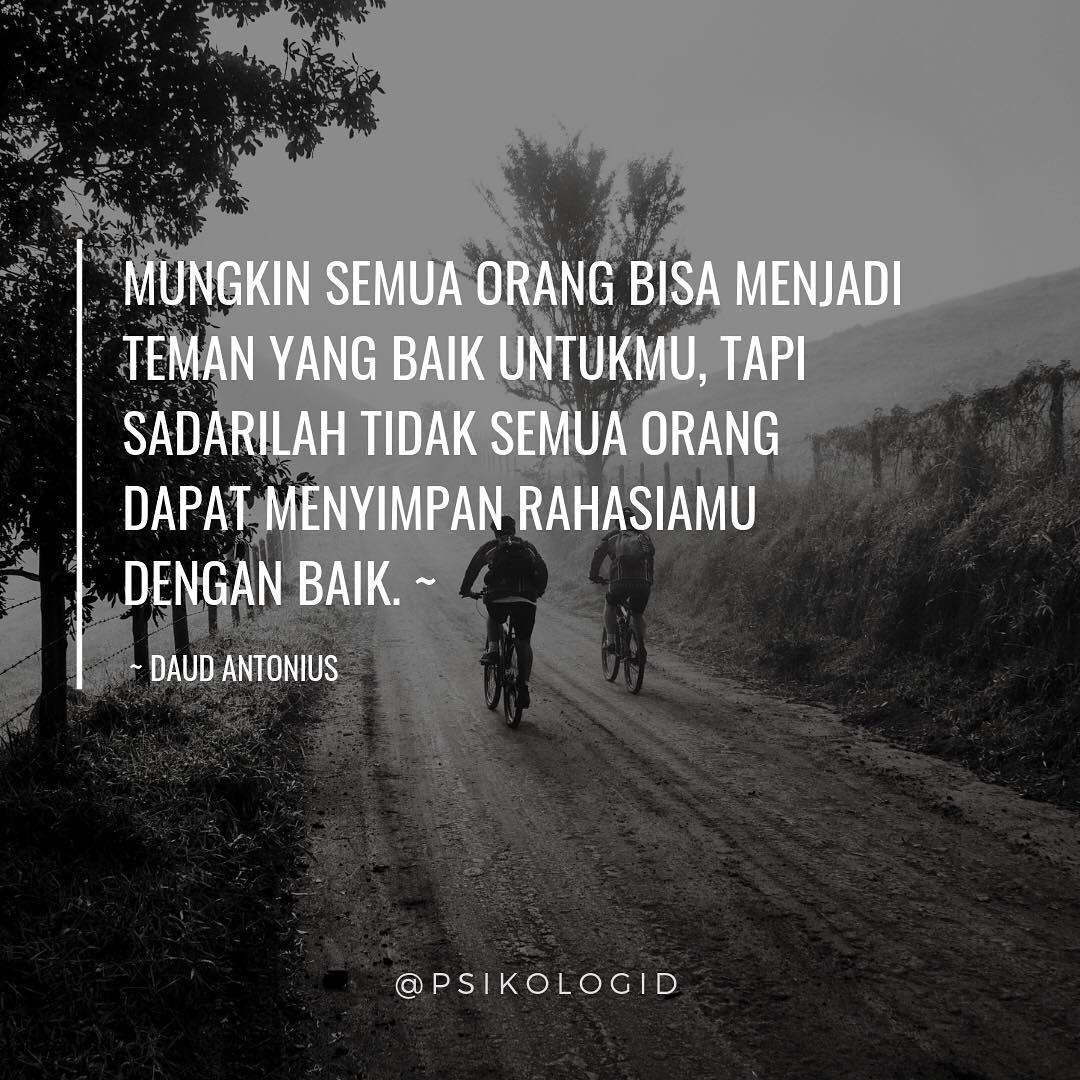 MUNGKIN SEMUA ORANG BISA MENJADI
TEMAN YANG BAIK UNTUKMU, TAPI
SADARILAH TIDAK SEMUA ORANG
DAPAT MENYIMPAN RAHASIAMU
DENGAN BAIK. ~
~ DAUD ANTONIUS
@PSIKOLOGID